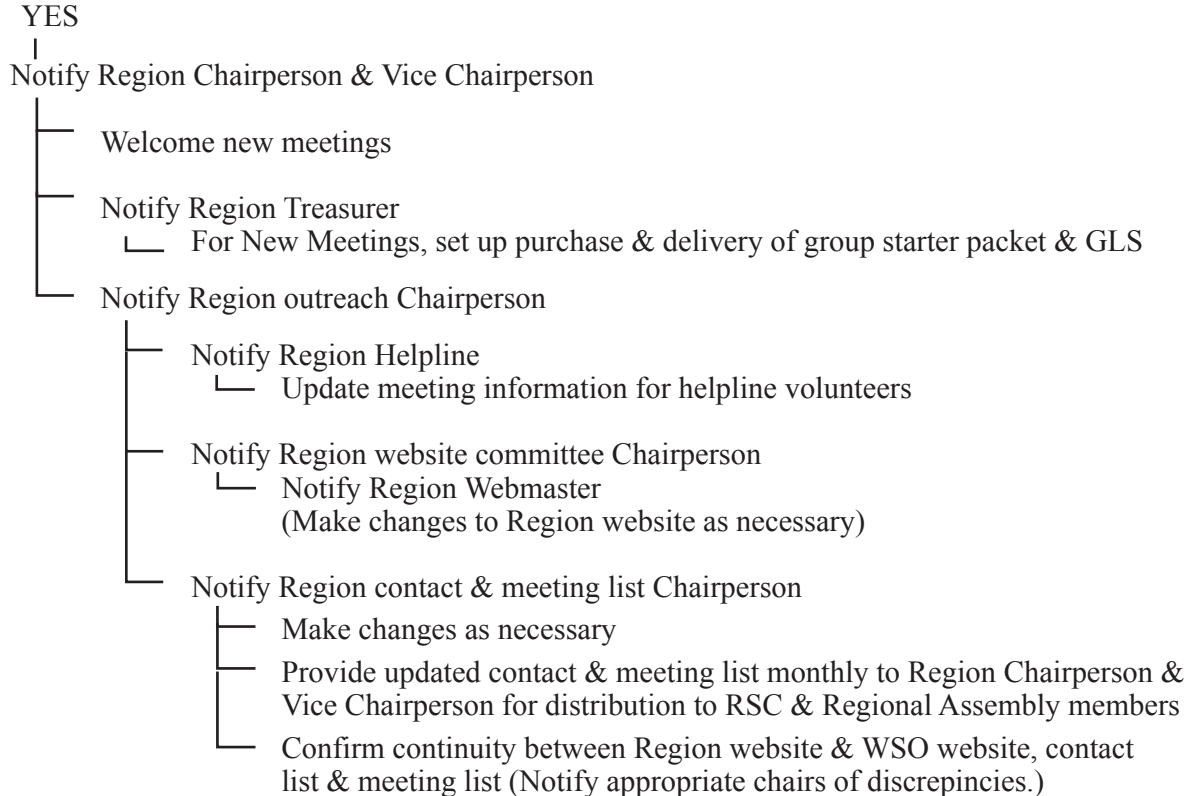 YES
Notify Region Chairperson & Vice Chairperson
Welcome new meetings
Notify Region Treasurer
For New Meetings, set up purchase & delivery of group starter packet & GLS
Notify Region outreach Chairperson
Notify Region Helpline
Update meeting information for helpline volunteers
Notify Region website committee Chairperson
Notify Region Webmaster
(Make changes to Region website as necessary)
Notify Region contact & meeting list Chairperson
Make changes as necessary
Provide updated contact & meeting list monthly to Region Chairperson &
Vice Chairperson for distribution to RSC & Regional Assembly members
Confirm continuity between Region website & WSO website, contact
list & meeting list (Notify appropriate chairs of discrepincies.)